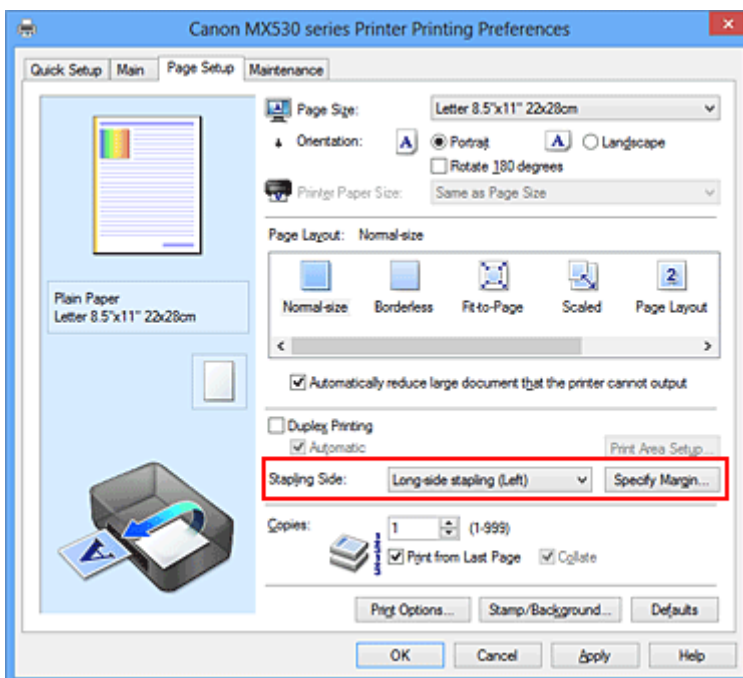 Canon MX530 series Printer Printing Preferences
Quick Setup Main Page Setup Maintenance
Page Size: Letter 8.5"x11" 22x28cm
Orientation: A Portrait A Landscape
Rotate 180 degrees
Printer Paper Size: Same as Page Size
Page Layout: Normal-size
Normal-size Borderless Fit-to-Page Scaled Page Layout
Plain Paper
Letter 8.5"x11" 22x28cm
Automatically reduce large document that the printer cannot output
Duplex Printing
Automatic Print Area Setup...
Stapling Side: Long-side stapling (Left) Specify Margin...
Copies: 1 (1-999)
Print from Last Page Collate
Print Options... Stamp/Background... Defaults
OK Cancel Apply Help